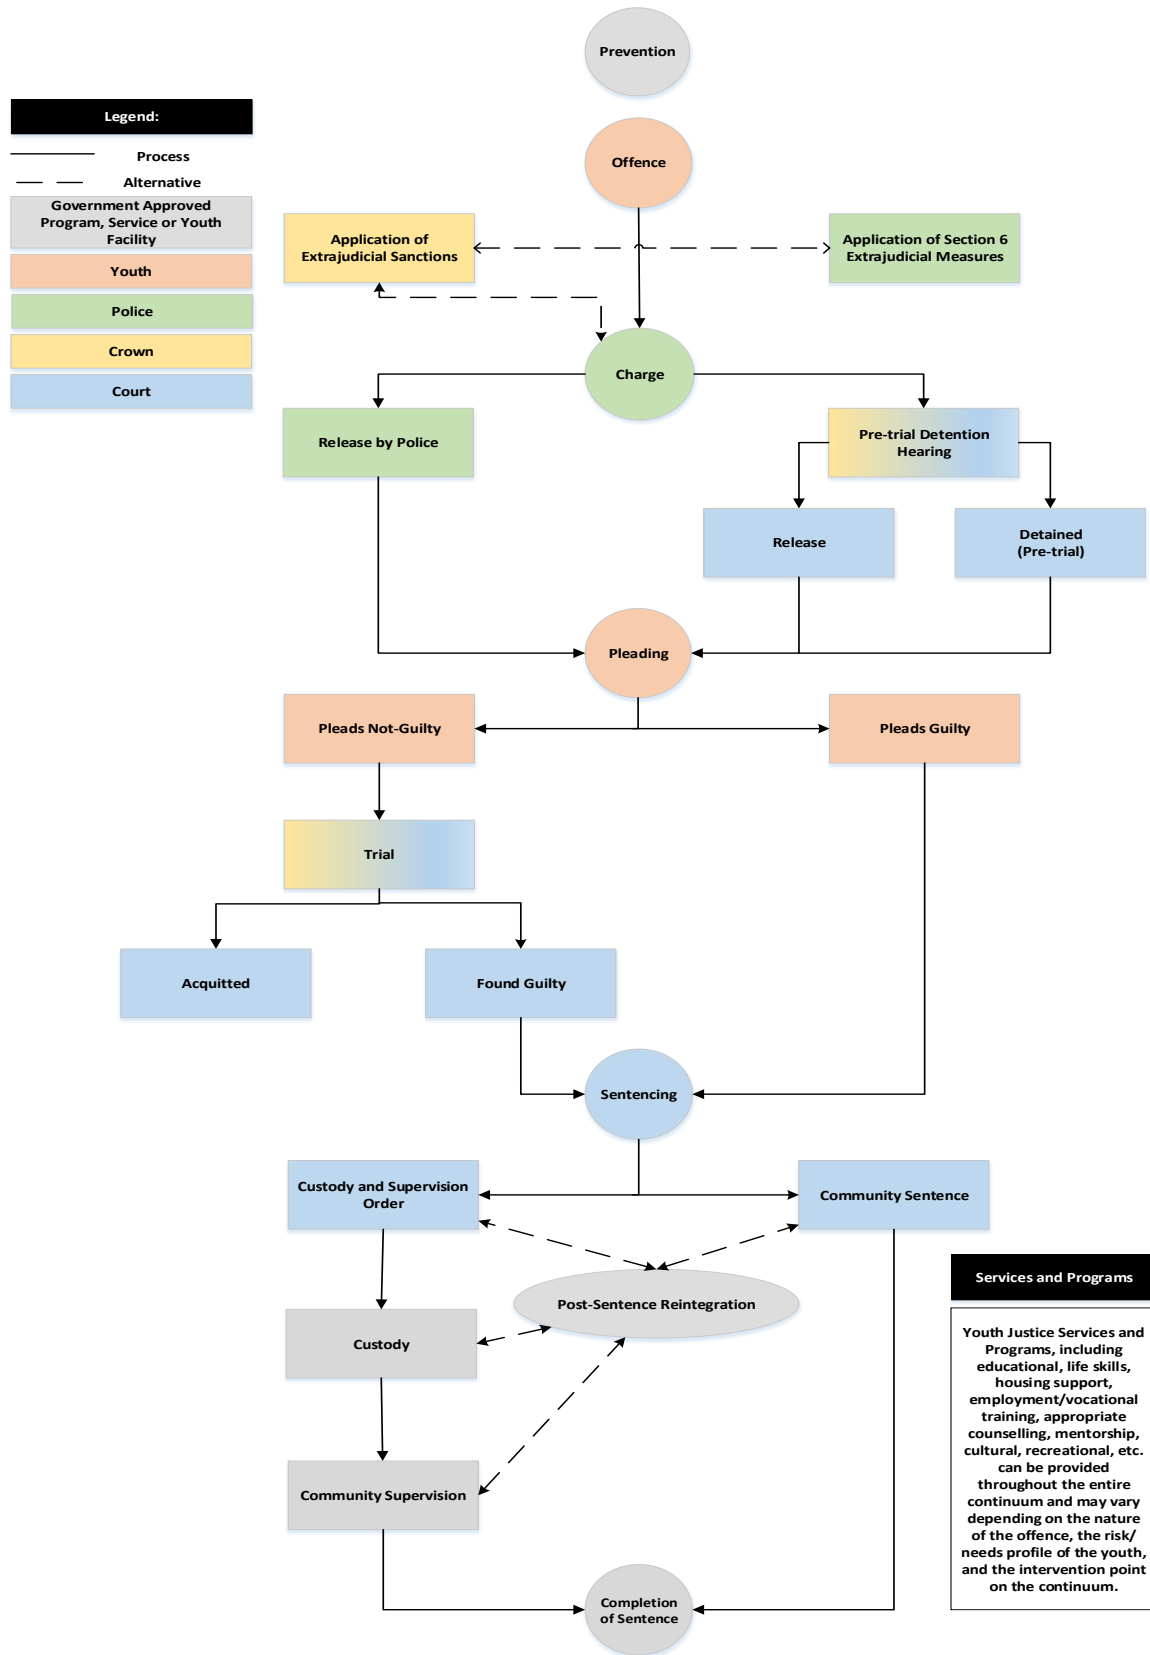 Prevention
Legend:
Process
Alternative
Government Approved
Program, Service or Youth
Facility
Youth
Police
Crown
Court
Offence
Application of
Extrajudicial Sanctions
Application of Section 6
Extrajudicial Measures
Charge
Release by Police
Pre-trial Detention
Hearing
Release
Detained
(Pre-trial)
Pleading
Pleads Not-Guilty
Pleads Guilty
Trial
Acquitted
Found Guilty
Sentencing
Custody and Supervision
Order
Community Sentence
Post-Sentence Reintegration
Custody
Community Supervision
Completion
of Sentence
Services and Programs
Youth Justice Services and
Programs, including
educational, life skills,
housing support,
employment/vocational
training, appropriate
counselling, mentorship,
cultural, recreational, etc.
can be provided
throughout the entire
continuum and may vary
depending on the nature
of the offence, the risk/
needs profile of the youth,
and the intervention point
on the continuum.